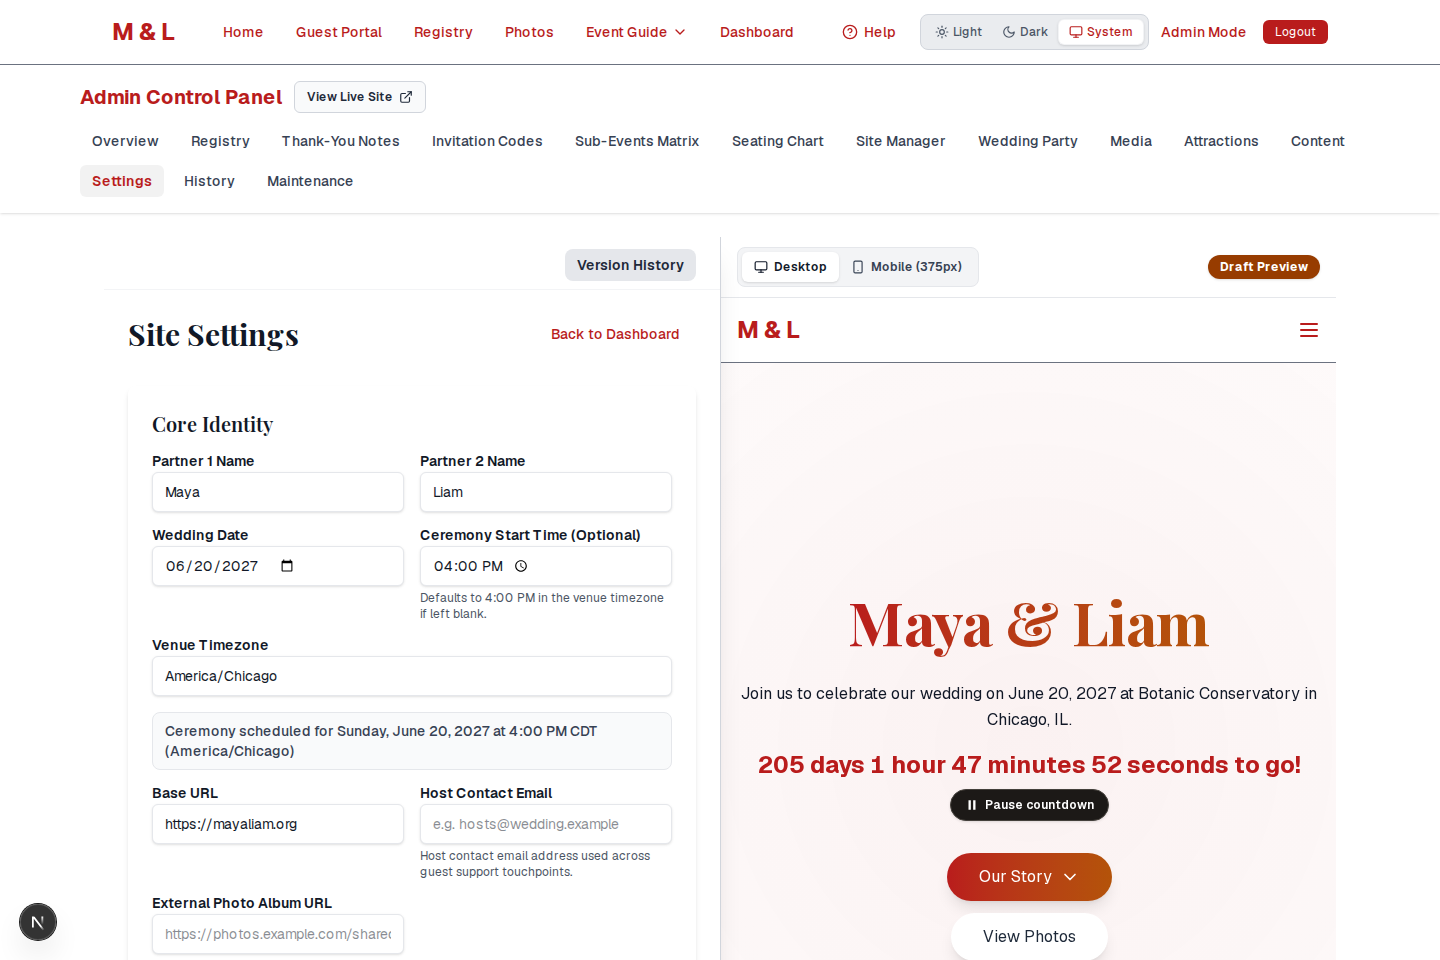 M & L
Home
Guest Portal
Registry
Photos
Event Guide
Dashboard
Help
Light
Dark
System
Admin Mode
Logout
Admin Control Panel
View Live Site
Overview
Registry
Thank-You Notes
Invitation Codes
Sub-Events Matrix
Seating Chart
Site Manager
Wedding Party
Media
Attractions
Content
Settings
History
Maintenance
Version History
Site Settings
Back to Dashboard
Core Identity
Partner 1 Name
Partner 2 Name
Maya
Liam
Wedding Date
Ceremony Start Time (Optional)
06/20/2027
04:00 PM
Defaults to 4:00 PM in the venue timezone
if left blank.
Venue Timezone
America/Chicago
Ceremony scheduled for Sunday, June 20, 2027 at 4:00 PM CDT
(America/Chicago)
Base URL
Host Contact Email
https://mayaliam.org
e.g. hosts@wedding.example
Host contact email address used across
guest support touchpoints.
External Photo Album URL
https://photos.example.com/shared
N
Desktop
Mobile (375px)
Draft Preview
M & L
Maya & Liam
Join us to celebrate our wedding on June 20, 2027 at Botanic Conservatory in
Chicago, IL.
205 days 1 hour 47 minutes 52 seconds to go!
Pause countdown
Our Story
View Photos